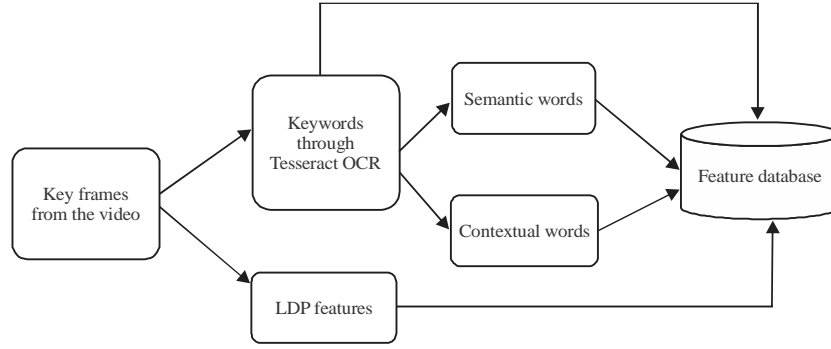 Key frames
from the video
Keywords
through
Tesseract OCR
LDP features
Semantic words
Contextual words
Feature database